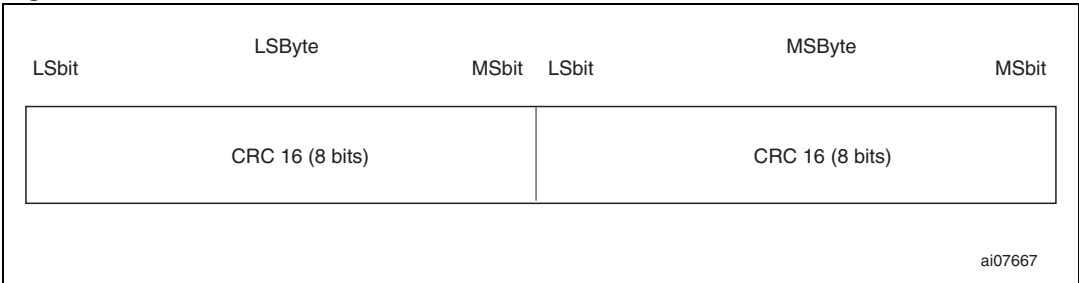 LSByte MSByte
LSbit MSbit LSbit MSbit
CRC 16 (8 bits) CRC 16 (8 bits)
ai07667